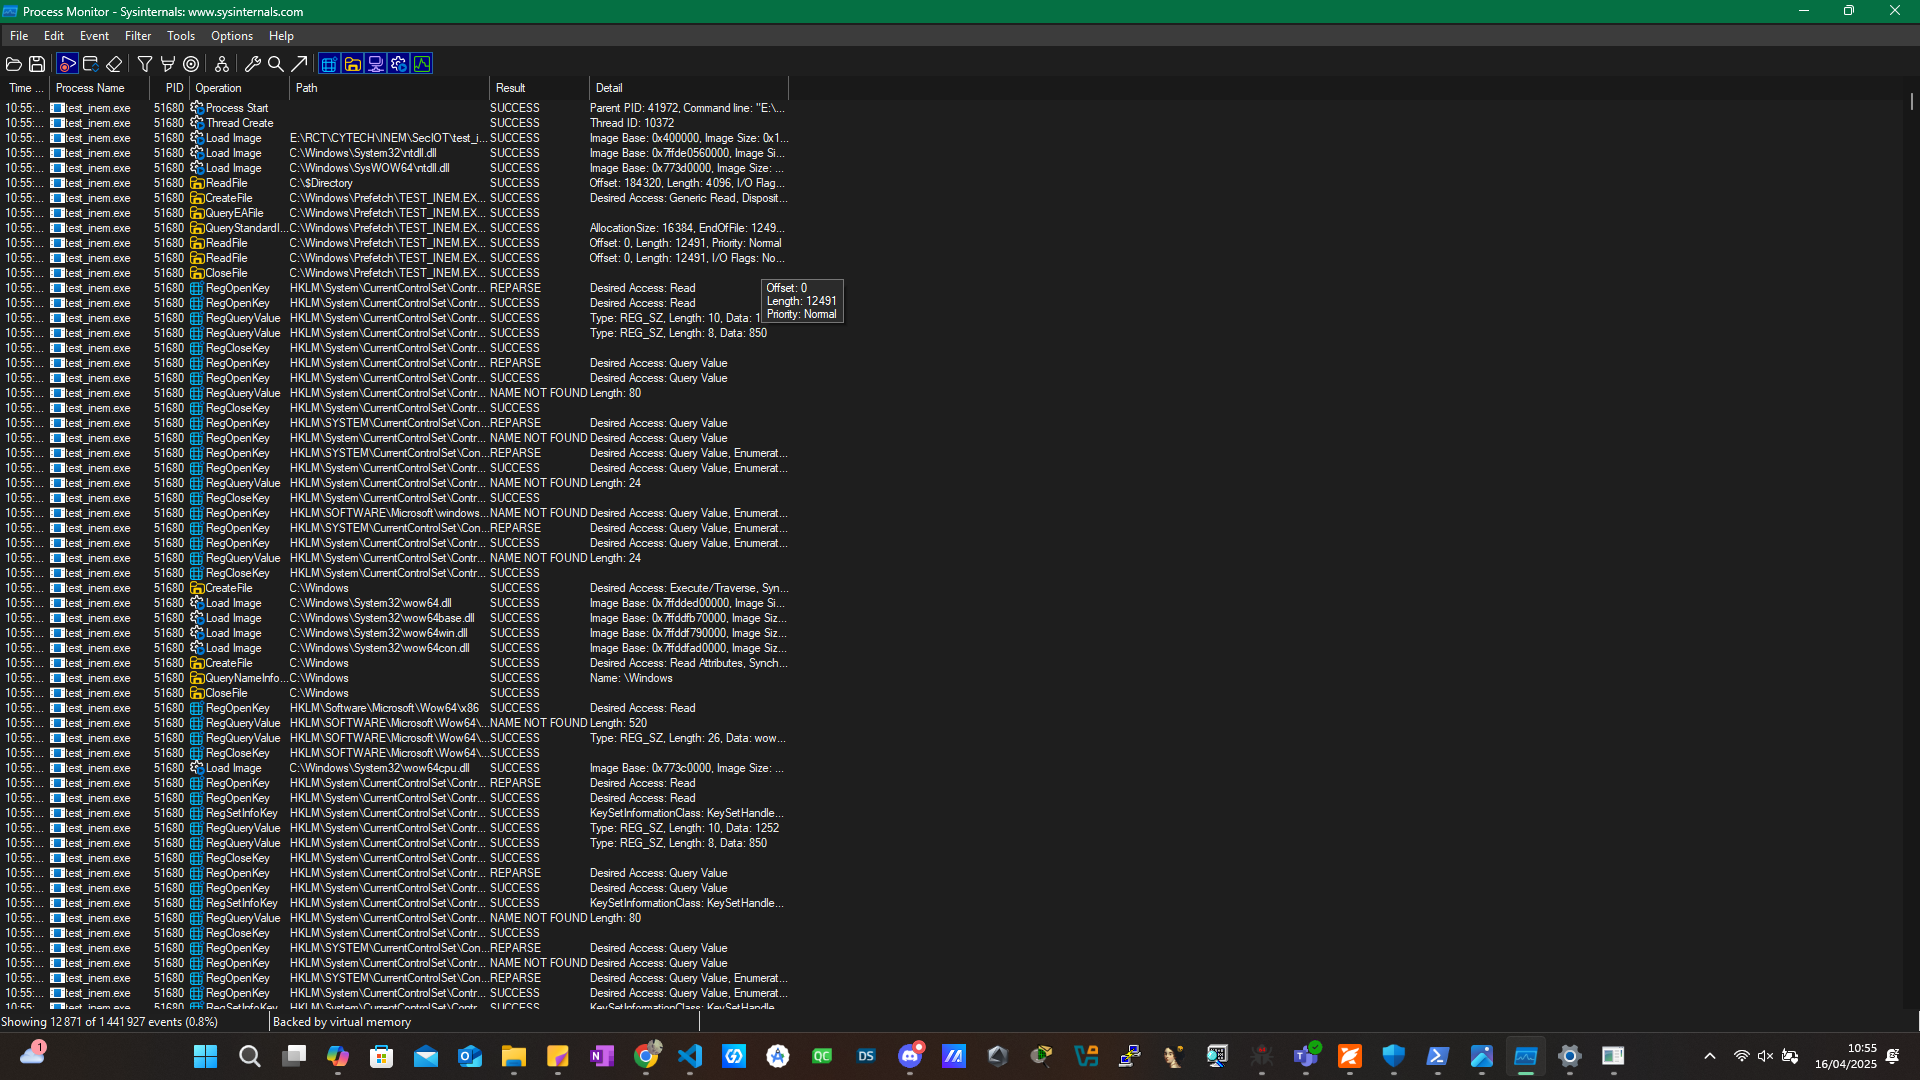 Process Monitor - Sysinternals: www.sysinternals.com
File Edit Event Filter Tools Options Help
Time ... Process Name PID Operation Path Result Detail
10:55:... test_inem.exe 51680 Process Start SUCCESS Parent PID: 41972, Command line: "E:\...
10:55:... test_inem.exe 51680 Thread Create SUCCESS Thread ID: 10372
10:55:... test_inem.exe 51680 Load Image E:\RCT\CYTECH\INEM\SecIOT\test_i... SUCCESS Image Base: 0x400000, Image Size: 0x1...
10:55:... test_inem.exe 51680 Load Image C:\Windows\System32\ntdll.dll SUCCESS Image Base: 0x7ffde0560000, Image Si...
10:55:... test_inem.exe 51680 Load Image C:\Windows\SysWOW64\ntdll.dll SUCCESS Image Base: 0x773d0000, Image Size: ...
10:55:... test_inem.exe 51680 ReadFile C:\$Directory SUCCESS Offset: 184320, Length: 4096, I/O Flag...
10:55:... test_inem.exe 51680 CreateFile C:\Windows\Prefetch\TEST_INEM.EX... SUCCESS Desired Access: Generic Read, Disposit...
10:55:... test_inem.exe 51680 QueryEAFile C:\Windows\Prefetch\TEST_INEM.EX... SUCCESS
10:55:... test_inem.exe 51680 QueryStandardI... C:\Windows\Prefetch\TEST_INEM.EX... SUCCESS AllocationSize: 16384, EndOfFile: 1249...
10:55:... test_inem.exe 51680 ReadFile C:\Windows\Prefetch\TEST_INEM.EX... SUCCESS Offset: 0, Length: 12491, Priority: Normal
10:55:... test_inem.exe 51680 ReadFile C:\Windows\Prefetch\TEST_INEM.EX... SUCCESS Offset: 0, Length: 12491, I/O Flags: No...
10:55:... test_inem.exe 51680 CloseFile C:\Windows\Prefetch\TEST_INEM.EX... SUCCESS
10:55:... test_inem.exe 51680 RegOpenKey HKLM\System\CurrentControlSet\Contr... REPARSE Desired Access: Read
Offset: 0
10:55:... test_inem.exe 51680 RegOpenKey HKLM\System\CurrentControlSet\Contr... SUCCESS Desired Access: Read
Length: 12491
10:55:... test_inem.exe 51680 RegQueryValue HKLM\System\CurrentControlSet\Contr... SUCCESS Type: REG_SZ, Length: 10, Data: 1
Priority: Normal
10:55:... test_inem.exe 51680 RegQueryValue HKLM\System\CurrentControlSet\Contr... SUCCESS Type: REG_SZ, Length: 8, Data: 850
10:55:... test_inem.exe 51680 RegCloseKey HKLM\System\CurrentControlSet\Contr... SUCCESS
10:55:... test_inem.exe 51680 RegOpenKey HKLM\System\CurrentControlSet\Contr... REPARSE Desired Access: Query Value
10:55:... test_inem.exe 51680 RegOpenKey HKLM\System\CurrentControlSet\Contr... SUCCESS Desired Access: Query Value
10:55:... test_inem.exe 51680 RegQueryValue HKLM\System\CurrentControlSet\Contr... NAME NOT FOUND Length: 80
10:55:... test_inem.exe 51680 RegCloseKey HKLM\System\CurrentControlSet\Contr... SUCCESS
10:55:... test_inem.exe 51680 RegOpenKey HKLM\SYSTEM\CurrentControlSet\Con... REPARSE Desired Access: Query Value
10:55:... test_inem.exe 51680 RegOpenKey HKLM\System\CurrentControlSet\Contr... NAME NOT FOUND Desired Access: Query Value
10:55:... test_inem.exe 51680 RegOpenKey HKLM\SYSTEM\CurrentControlSet\Con... REPARSE Desired Access: Query Value, Enumerat...
10:55:... test_inem.exe 51680 RegOpenKey HKLM\System\CurrentControlSet\Contr... SUCCESS Desired Access: Query Value, Enumerat...
10:55:... test_inem.exe 51680 RegQueryValue HKLM\System\CurrentControlSet\Contr... NAME NOT FOUND Length: 24
10:55:... test_inem.exe 51680 RegCloseKey HKLM\System\CurrentControlSet\Contr... SUCCESS
10:55:... test_inem.exe 51680 RegOpenKey HKLM\SOFTWARE\Microsoft\windows... NAME NOT FOUND Desired Access: Query Value, Enumerat...
10:55:... test_inem.exe 51680 RegOpenKey HKLM\SYSTEM\CurrentControlSet\Con... REPARSE Desired Access: Query Value, Enumerat...
10:55:... test_inem.exe 51680 RegOpenKey HKLM\System\CurrentControlSet\Contr... SUCCESS Desired Access: Query Value, Enumerat...
10:55:... test_inem.exe 51680 RegQueryValue HKLM\System\CurrentControlSet\Contr... NAME NOT FOUND Length: 24
10:55:... test_inem.exe 51680 RegCloseKey HKLM\System\CurrentControlSet\Contr... SUCCESS
10:55:... test_inem.exe 51680 CreateFile C:\Windows SUCCESS Desired Access: Execute/Traverse, Syn...
10:55:... test_inem.exe 51680 Load Image C:\Windows\System32\wow64.dll SUCCESS Image Base: 0x7ffdded00000, Image Si...
10:55:... test_inem.exe 51680 Load Image C:\Windows\System32\wow64base.dll SUCCESS Image Base: 0x7ffddfb70000, Image Siz...
10:55:... test_inem.exe 51680 Load Image C:\Windows\System32\wow64win.dll SUCCESS Image Base: 0x7ffddf790000, Image Siz...
10:55:... test_inem.exe 51680 Load Image C:\Windows\System32\wow64con.dll SUCCESS Image Base: 0x7ffddfad0000, Image Siz...
10:55:... test_inem.exe 51680 CreateFile C:\Windows SUCCESS Desired Access: Read Attributes, Synch...
10:55:... test_inem.exe 51680 QueryNameInfo... C:\Windows SUCCESS Name: \Windows
10:55:... test_inem.exe 51680 CloseFile C:\Windows SUCCESS
10:55:... test_inem.exe 51680 RegOpenKey HKLM\Software\Microsoft\Wow64\x86 SUCCESS Desired Access: Read
10:55:... test_inem.exe 51680 RegQueryValue HKLM\SOFTWARE\Microsoft\Wow64\... NAME NOT FOUND Length: 520
10:55:... test_inem.exe 51680 RegQueryValue HKLM\SOFTWARE\Microsoft\Wow64\... SUCCESS Type: REG_SZ, Length: 26, Data: wow...
10:55:... test_inem.exe 51680 RegCloseKey HKLM\SOFTWARE\Microsoft\Wow64\... SUCCESS
10:55:... test_inem.exe 51680 Load Image C:\Windows\System32\wow64cpu.dll SUCCESS Image Base: 0x773c0000, Image Size: ...
10:55:... test_inem.exe 51680 RegOpenKey HKLM\System\CurrentControlSet\Contr... REPARSE Desired Access: Read
10:55:... test_inem.exe 51680 RegOpenKey HKLM\System\CurrentControlSet\Contr... SUCCESS Desired Access: Read
10:55:... test_inem.exe 51680 RegSetInfoKey HKLM\System\CurrentControlSet\Contr... SUCCESS KeySetInformationClass: KeySetHandle...
10:55:... test_inem.exe 51680 RegQueryValue HKLM\System\CurrentControlSet\Contr... SUCCESS Type: REG_SZ, Length: 10, Data: 1252
10:55:... test_inem.exe 51680 RegQueryValue HKLM\System\CurrentControlSet\Contr... SUCCESS Type: REG_SZ, Length: 8, Data: 850
10:55:... test_inem.exe 51680 RegCloseKey HKLM\System\CurrentControlSet\Contr... SUCCESS
10:55:... test_inem.exe 51680 RegOpenKey HKLM\System\CurrentControlSet\Contr... REPARSE Desired Access: Query Value
10:55:... test_inem.exe 51680 RegOpenKey HKLM\System\CurrentControlSet\Contr... SUCCESS Desired Access: Query Value
10:55:... test_inem.exe 51680 RegSetInfoKey HKLM\System\CurrentControlSet\Contr... SUCCESS KeySetInformationClass: KeySetHandle...
10:55:... test_inem.exe 51680 RegQueryValue HKLM\System\CurrentControlSet\Contr... NAME NOT FOUND Length: 80
10:55:... test_inem.exe 51680 RegCloseKey HKLM\System\CurrentControlSet\Contr... SUCCESS
10:55:... test_inem.exe 51680 RegOpenKey HKLM\SYSTEM\CurrentControlSet\Con... REPARSE Desired Access: Query Value
10:55:... test_inem.exe 51680 RegOpenKey HKLM\System\CurrentControlSet\Contr... NAME NOT FOUND Desired Access: Query Value
10:55:... test_inem.exe 51680 RegOpenKey HKLM\SYSTEM\CurrentControlSet\Con... REPARSE Desired Access: Query Value, Enumerat...
10:55:... test_inem.exe 51680 RegOpenKey HKLM\System\CurrentControlSet\Contr... SUCCESS Desired Access: Query Value, Enumerat...
10:55:... test_inem.exe 51680 RegSetInfoKey HKLM\System\CurrentControlSet\Contr... SUCCESS KeySetInformationClass: KeySetHandle...
Showing 12 871 of 1 441 927 events (0.8%) Backed by virtual memory
1
QC DS
10:55
16/04/2025